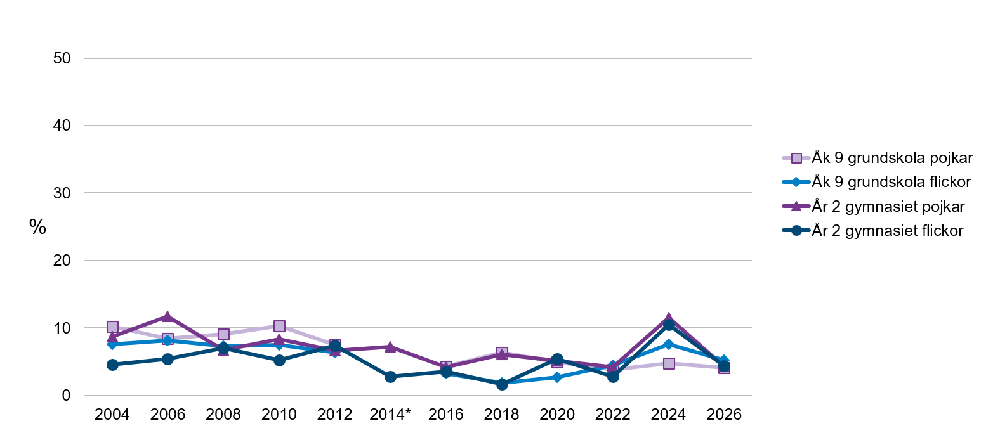 50
40
30
%
20
10
0
2004 2006 2008 2010 2012 2014* 2016 2018 2020 2022 2024 2026
Åk 9 grundskola pojkar
Åk 9 grundskola flickor
År 2 gymnasiet pojkar
År 2 gymnasiet flickor